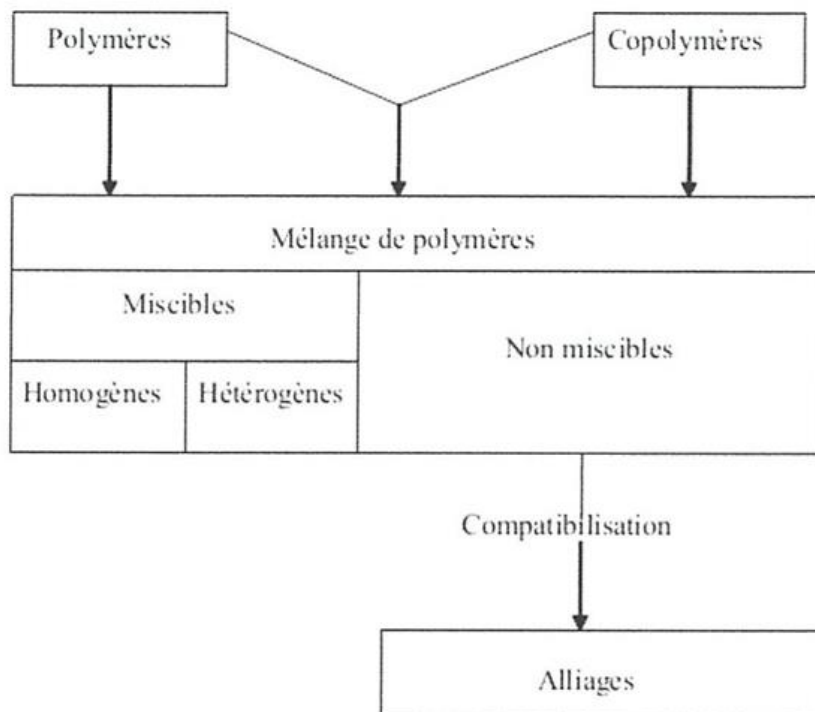 Polymères
Copolymères
Mélange de polymères
Miscibles
Non miscibles
Homogènes
Hétérogènes
Compatibilisation
Alliages